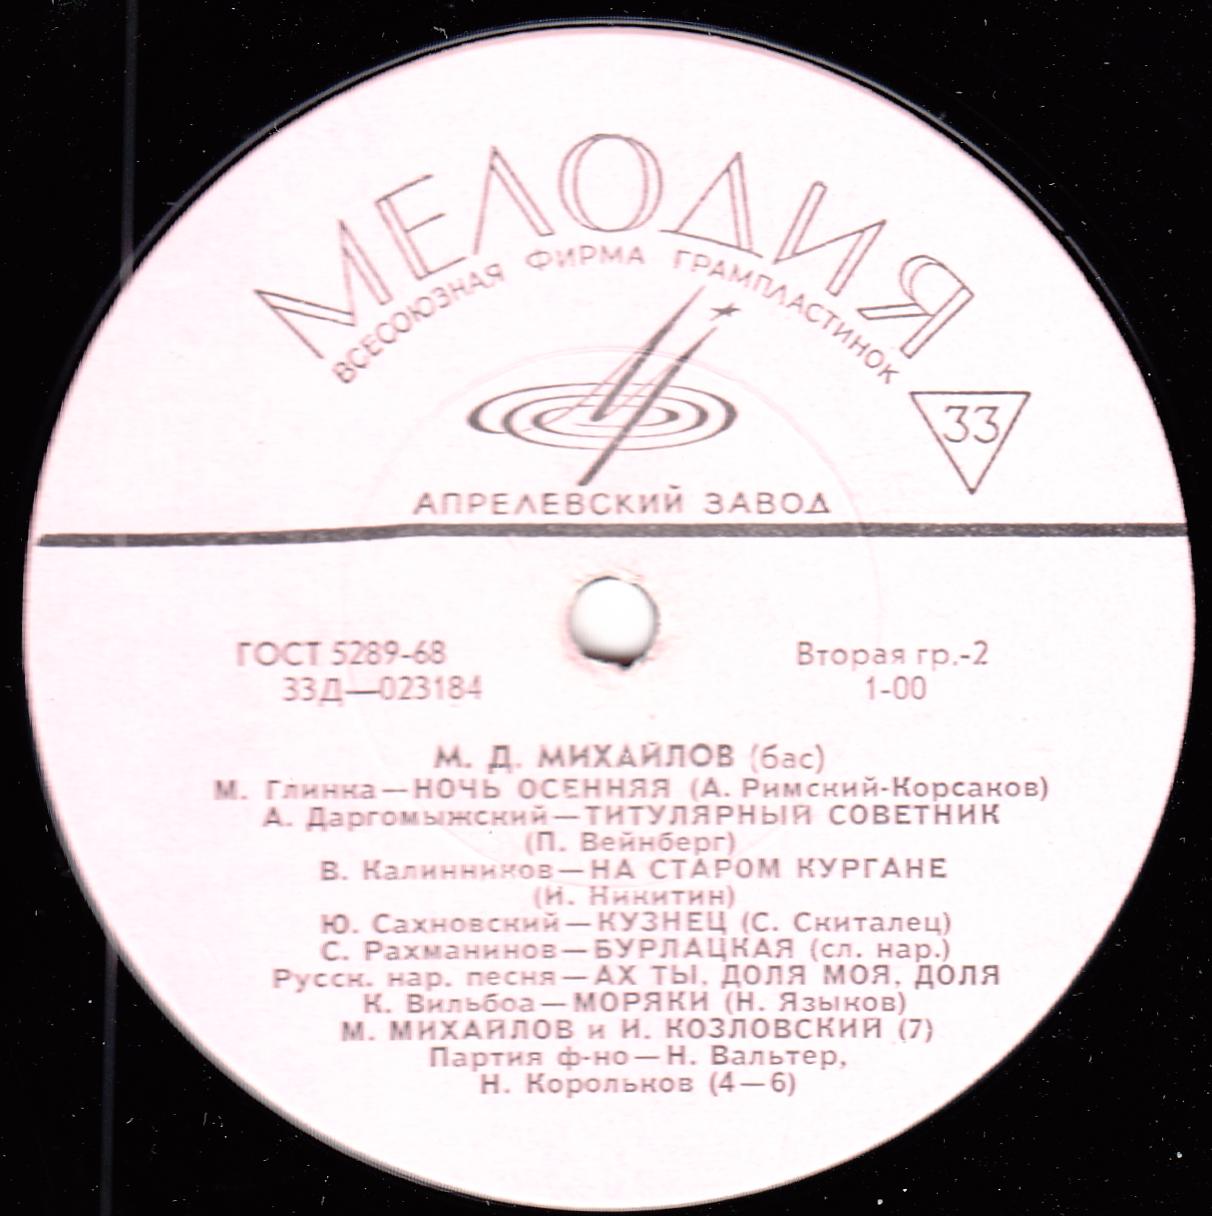 МЕЛОДИЯ
ВСЕСОЮЗНАЯ ФИРМА ГРАМПЛАСТИНОК
33
АПРЕЛЕВСКИЙ ЗАВОД
ГОСТ 5289-68
Вторая гр.-2
33Д—023184
1-00
М. Д. МИХАЙЛОВ (бас)
М. Глинка—НОЧЬ ОСЕННЯЯ (А. Римский-Корсаков)
А. Даргомыжский—ТИТУЛЯРНЫЙ СОВЕТНИК
(П. Вейнберг)
В. Калинников—НА СТАРОМ КУРГАНЕ
(И. Никитин)
Ю. Сахновский—КУЗНЕЦ (С. Скиталец)
С. Рахманинов—БУРЛАЦКАЯ (сл. нар.)
Русск. нар. песня—АХ ТЫ, ДОЛЯ МОЯ, ДОЛЯ
К. Вильбоа—МОРЯКИ (Н. Языков)
М. МИХАЙЛОВ и И. КОЗЛОВСКИЙ (7)
Партия ф-но—Н. Вальтер,
Н. Корольков (4—6)